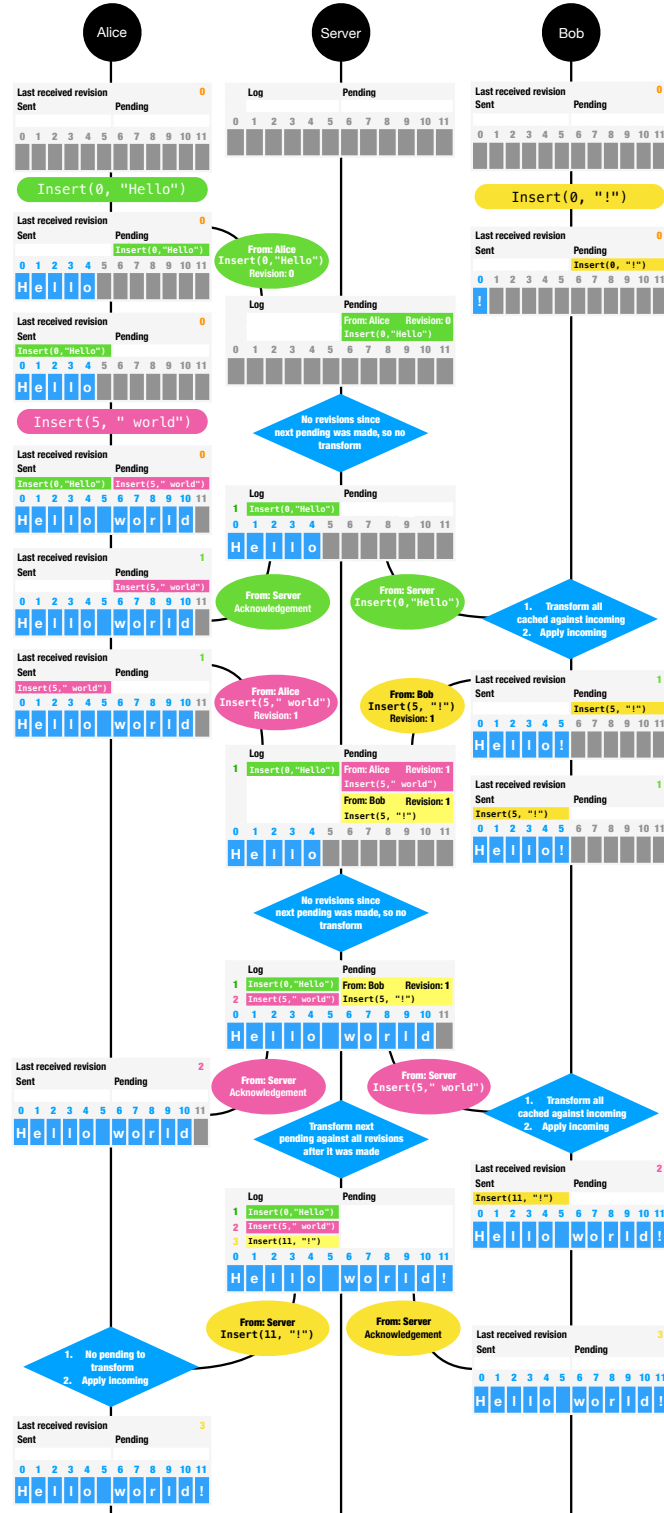 Alice
Server
Bob
Last received revision 0
Sent Pending
0 1 2 3 4 5 6 7 8 9 10 11
Log Pending
0 1 2 3 4 5 6 7 8 9 10 11
Last received revision 0
Sent Pending
0 1 2 3 4 5 6 7 8 9 10 11
Insert(0, "Hello")
Insert(0, "!")
Last received revision 0
Sent Pending
Insert(0,"Hello")
0 1 2 3 4 5 6 7 8 9 10 11
H e l l o
From: Alice
Insert(0,"Hello")
Revision: 0
Last received revision 0
Sent Pending
Insert(0, "!")
0 1 2 3 4 5 6 7 8 9 10 11
!
Log Pending
From: Alice Revision: 0
Insert(0,"Hello")
0 1 2 3 4 5 6 7 8 9 10 11
Last received revision 0
Sent Pending
Insert(0,"Hello")
0 1 2 3 4 5 6 7 8 9 10 11
H e l l o
Insert(5, " world")
No revisions since
next pending was made, so no
transform
Last received revision 0
Sent Pending
Insert(0,"Hello") Insert(5," world")
0 1 2 3 4 5 6 7 8 9 10 11
H e l l o w o r l d
Log Pending
1 Insert(0,"Hello")
0 1 2 3 4 5 6 7 8 9 10 11
H e l l o
Last received revision 1
Sent Pending
Insert(5," world")
0 1 2 3 4 5 6 7 8 9 10 11
H e l l o w o r l d
From: Server
Acknowledgement
From: Server
Insert(0,"Hello")
1. Transform all
cached against incoming
2. Apply incoming
Last received revision 1
Sent Pending
Insert(5," world")
0 1 2 3 4 5 6 7 8 9 10 11
H e l l o w o r l d
From: Alice
Insert(5," world")
Revision: 1
From: Bob
Insert(5, "!")
Revision: 1
Last received revision 1
Sent Pending
Insert(5, "!")
0 1 2 3 4 5 6 7 8 9 10 11
H e l l o !
Log Pending
1 Insert(0,"Hello") From: Alice Revision: 1
Insert(5," world")
From: Bob Revision: 1
Insert(5, "!")
0 1 2 3 4 5 6 7 8 9 10 11
H e l l o
Last received revision 1
Sent Pending
Insert(5, "!")
0 1 2 3 4 5 6 7 8 9 10 11
H e l l o !
No revisions since
next pending was made, so no
transform
Log Pending
1 Insert(0,"Hello") From: Bob Revision: 1
2 Insert(5," world") Insert(5, "!")
0 1 2 3 4 5 6 7 8 9 10 11
H e l l o w o r l d
Last received revision 2
Sent Pending
0 1 2 3 4 5 6 7 8 9 10 11
H e l l o w o r l d
From: Server
Acknowledgement
From: Server
Insert(5," world")
1. Transform all
cached against incoming
2. Apply incoming
Transform next
pending against all revisions
after it was made
Last received revision 2
Sent Pending
Insert(11, "!")
0 1 2 3 4 5 6 7 8 9 10 11
H e l l o w o r l d !
Log Pending
1 Insert(0,"Hello")
2 Insert(5," world")
3 Insert(11, "!")
0 1 2 3 4 5 6 7 8 9 10 11
H e l l o w o r l d !
From: Server
Insert(11, "!")
From: Server
Acknowledgement
1. No pending to
transform
2. Apply incoming
Last received revision 3
Sent Pending
0 1 2 3 4 5 6 7 8 9 10 11
H e l l o w o r l d !
Last received revision 3
Sent Pending
0 1 2 3 4 5 6 7 8 9 10 11
H e l l o w o r l d !